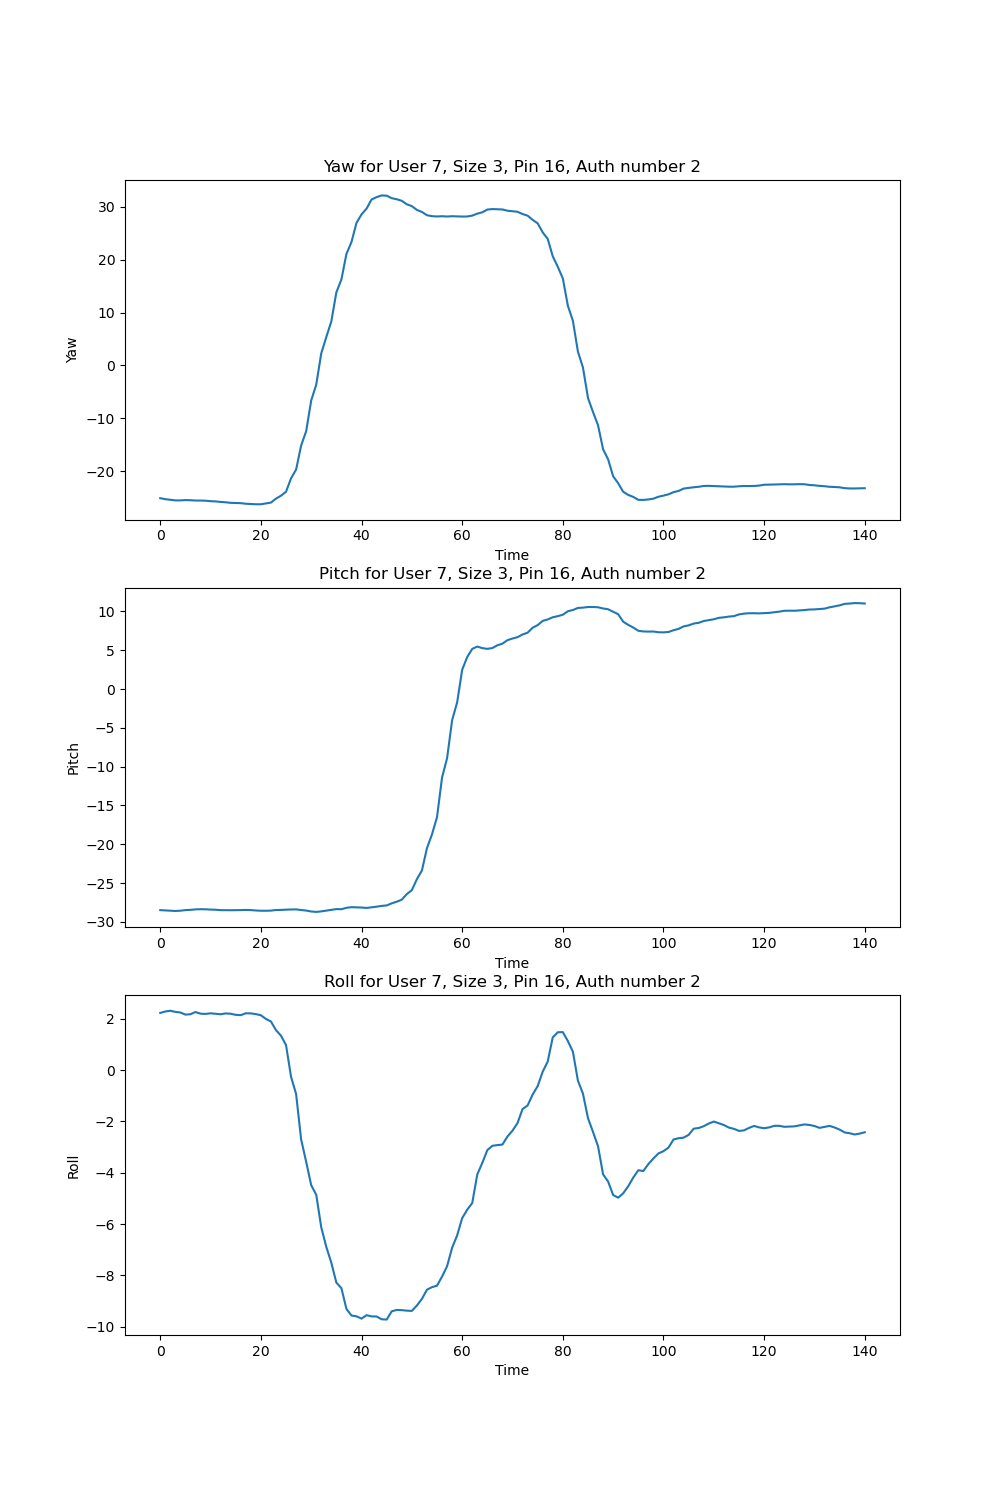 Yaw for User 7, Size 3, Pin 16, Auth number 2
30
20
10
0
−10
−20
Yaw
0 20 40 60 80 100 120 140
Time
Pitch for User 7, Size 3, Pin 16, Auth number 2
10
5
0
−5
−10
−15
−20
−25
−30
Pitch
0 20 40 60 80 100 120 140
Time
Roll for User 7, Size 3, Pin 16, Auth number 2
2
0
−2
−4
−6
−8
−10
Roll
0 20 40 60 80 100 120 140
Time